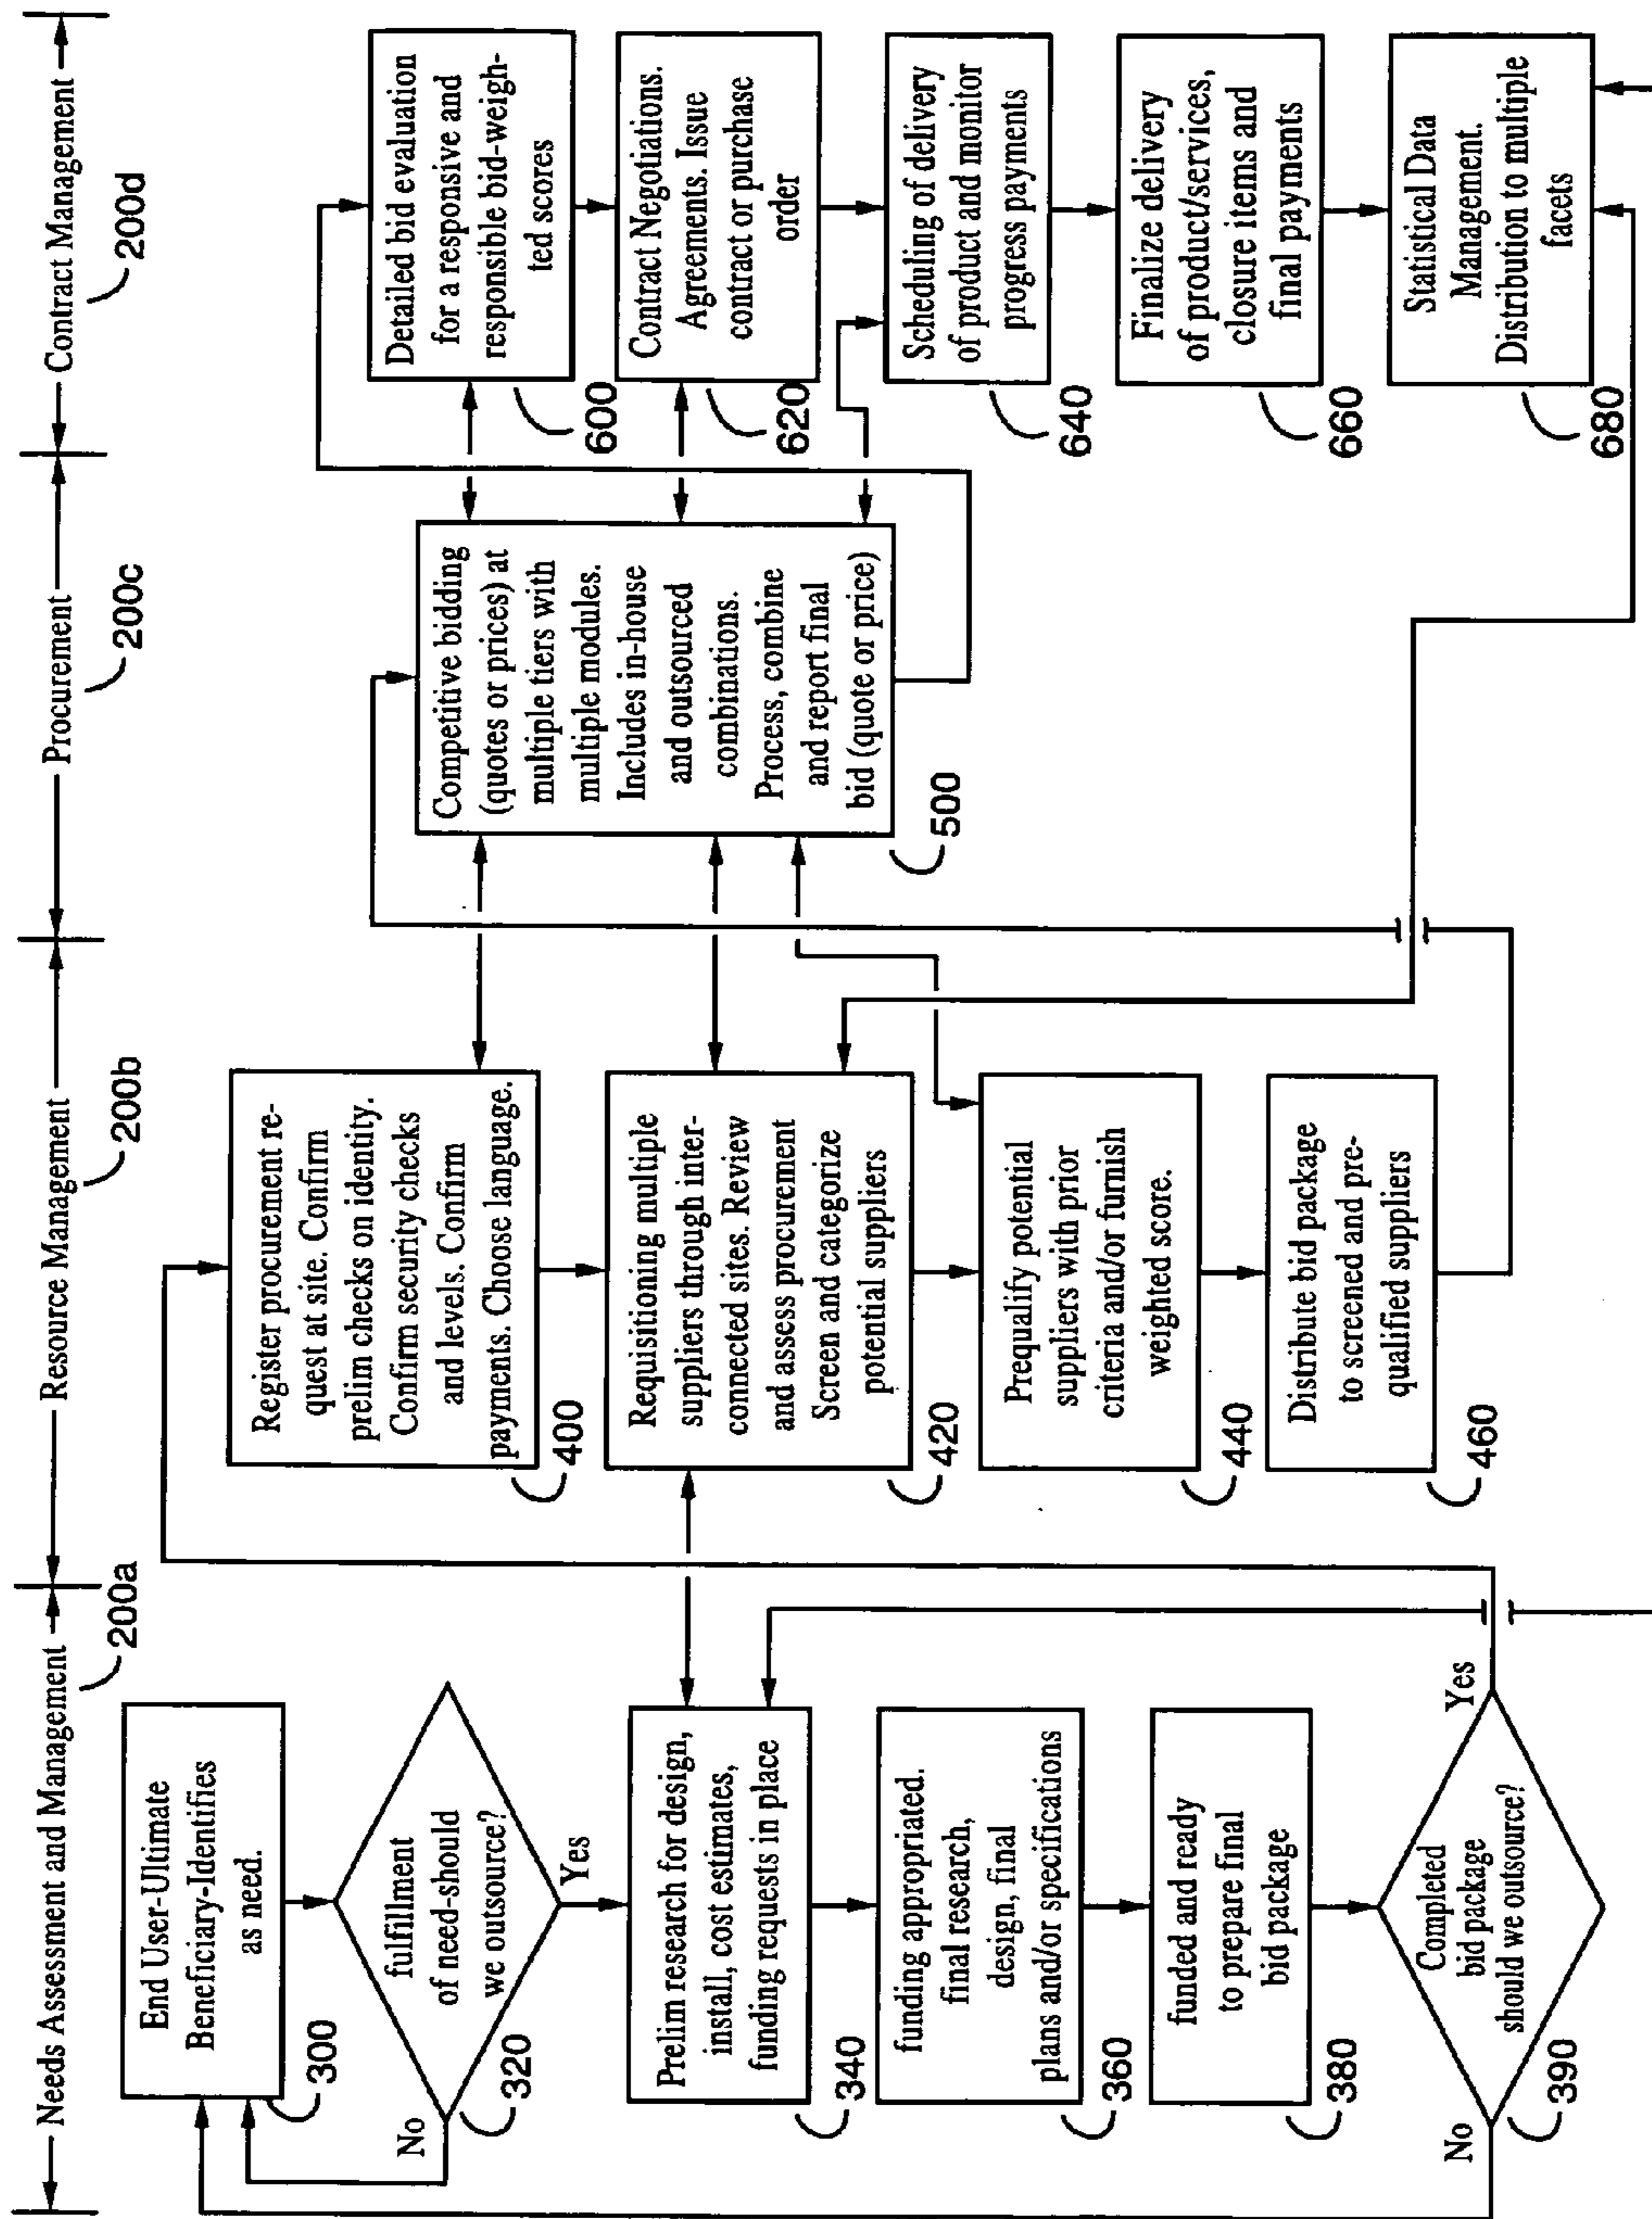 Needs Assessment and Management
200a
Resource Management
200b
Procurement
200c
Contract Management
200d
End User-Ultimate
Beneficiary-Identifies
as need.
300
fulfillment
of need-should
we outsource?
320
No
Yes
Prelim research for design,
install, cost estimates,
funding requests in place
340
funding appropriated.
final research,
design, final
plans and/or specifications
360
funded and ready
to prepare final
bid package
380
Completed
bid package
should we outsource?
390
No
Yes
Register procurement re-
quest at site. Confirm
prelim checks on identity.
Confirm security checks
and levels. Confirm
payments. Choose language.
400
Requisitioning multiple
suppliers through inter-
connected sites. Review
and assess procurement
Screen and categorize
potential suppliers
420
Prequalify potential
suppliers with prior
criteria and/or furnish
weighted score.
440
Distribute bid package
to screened and pre-
qualified suppliers
460
Competitive bidding
(quotes or prices) at
multiple tiers with
multiple modules.
Includes in-house
and outsourced
combinations.
Process, combine
and report final
bid (quote or price)
500
Detailed bid evaluation
for a responsive and
responsible bid-weigh-
ted scores
600
Contract Negotiations.
Agreements. Issue
contract or purchase
order
620
Scheduling of delivery
of product and monitor
progress payments
640
Finalize delivery
of product/services,
closure items and
final payments
660
Statistical Data
Management.
Distribution to multiple
facets
680